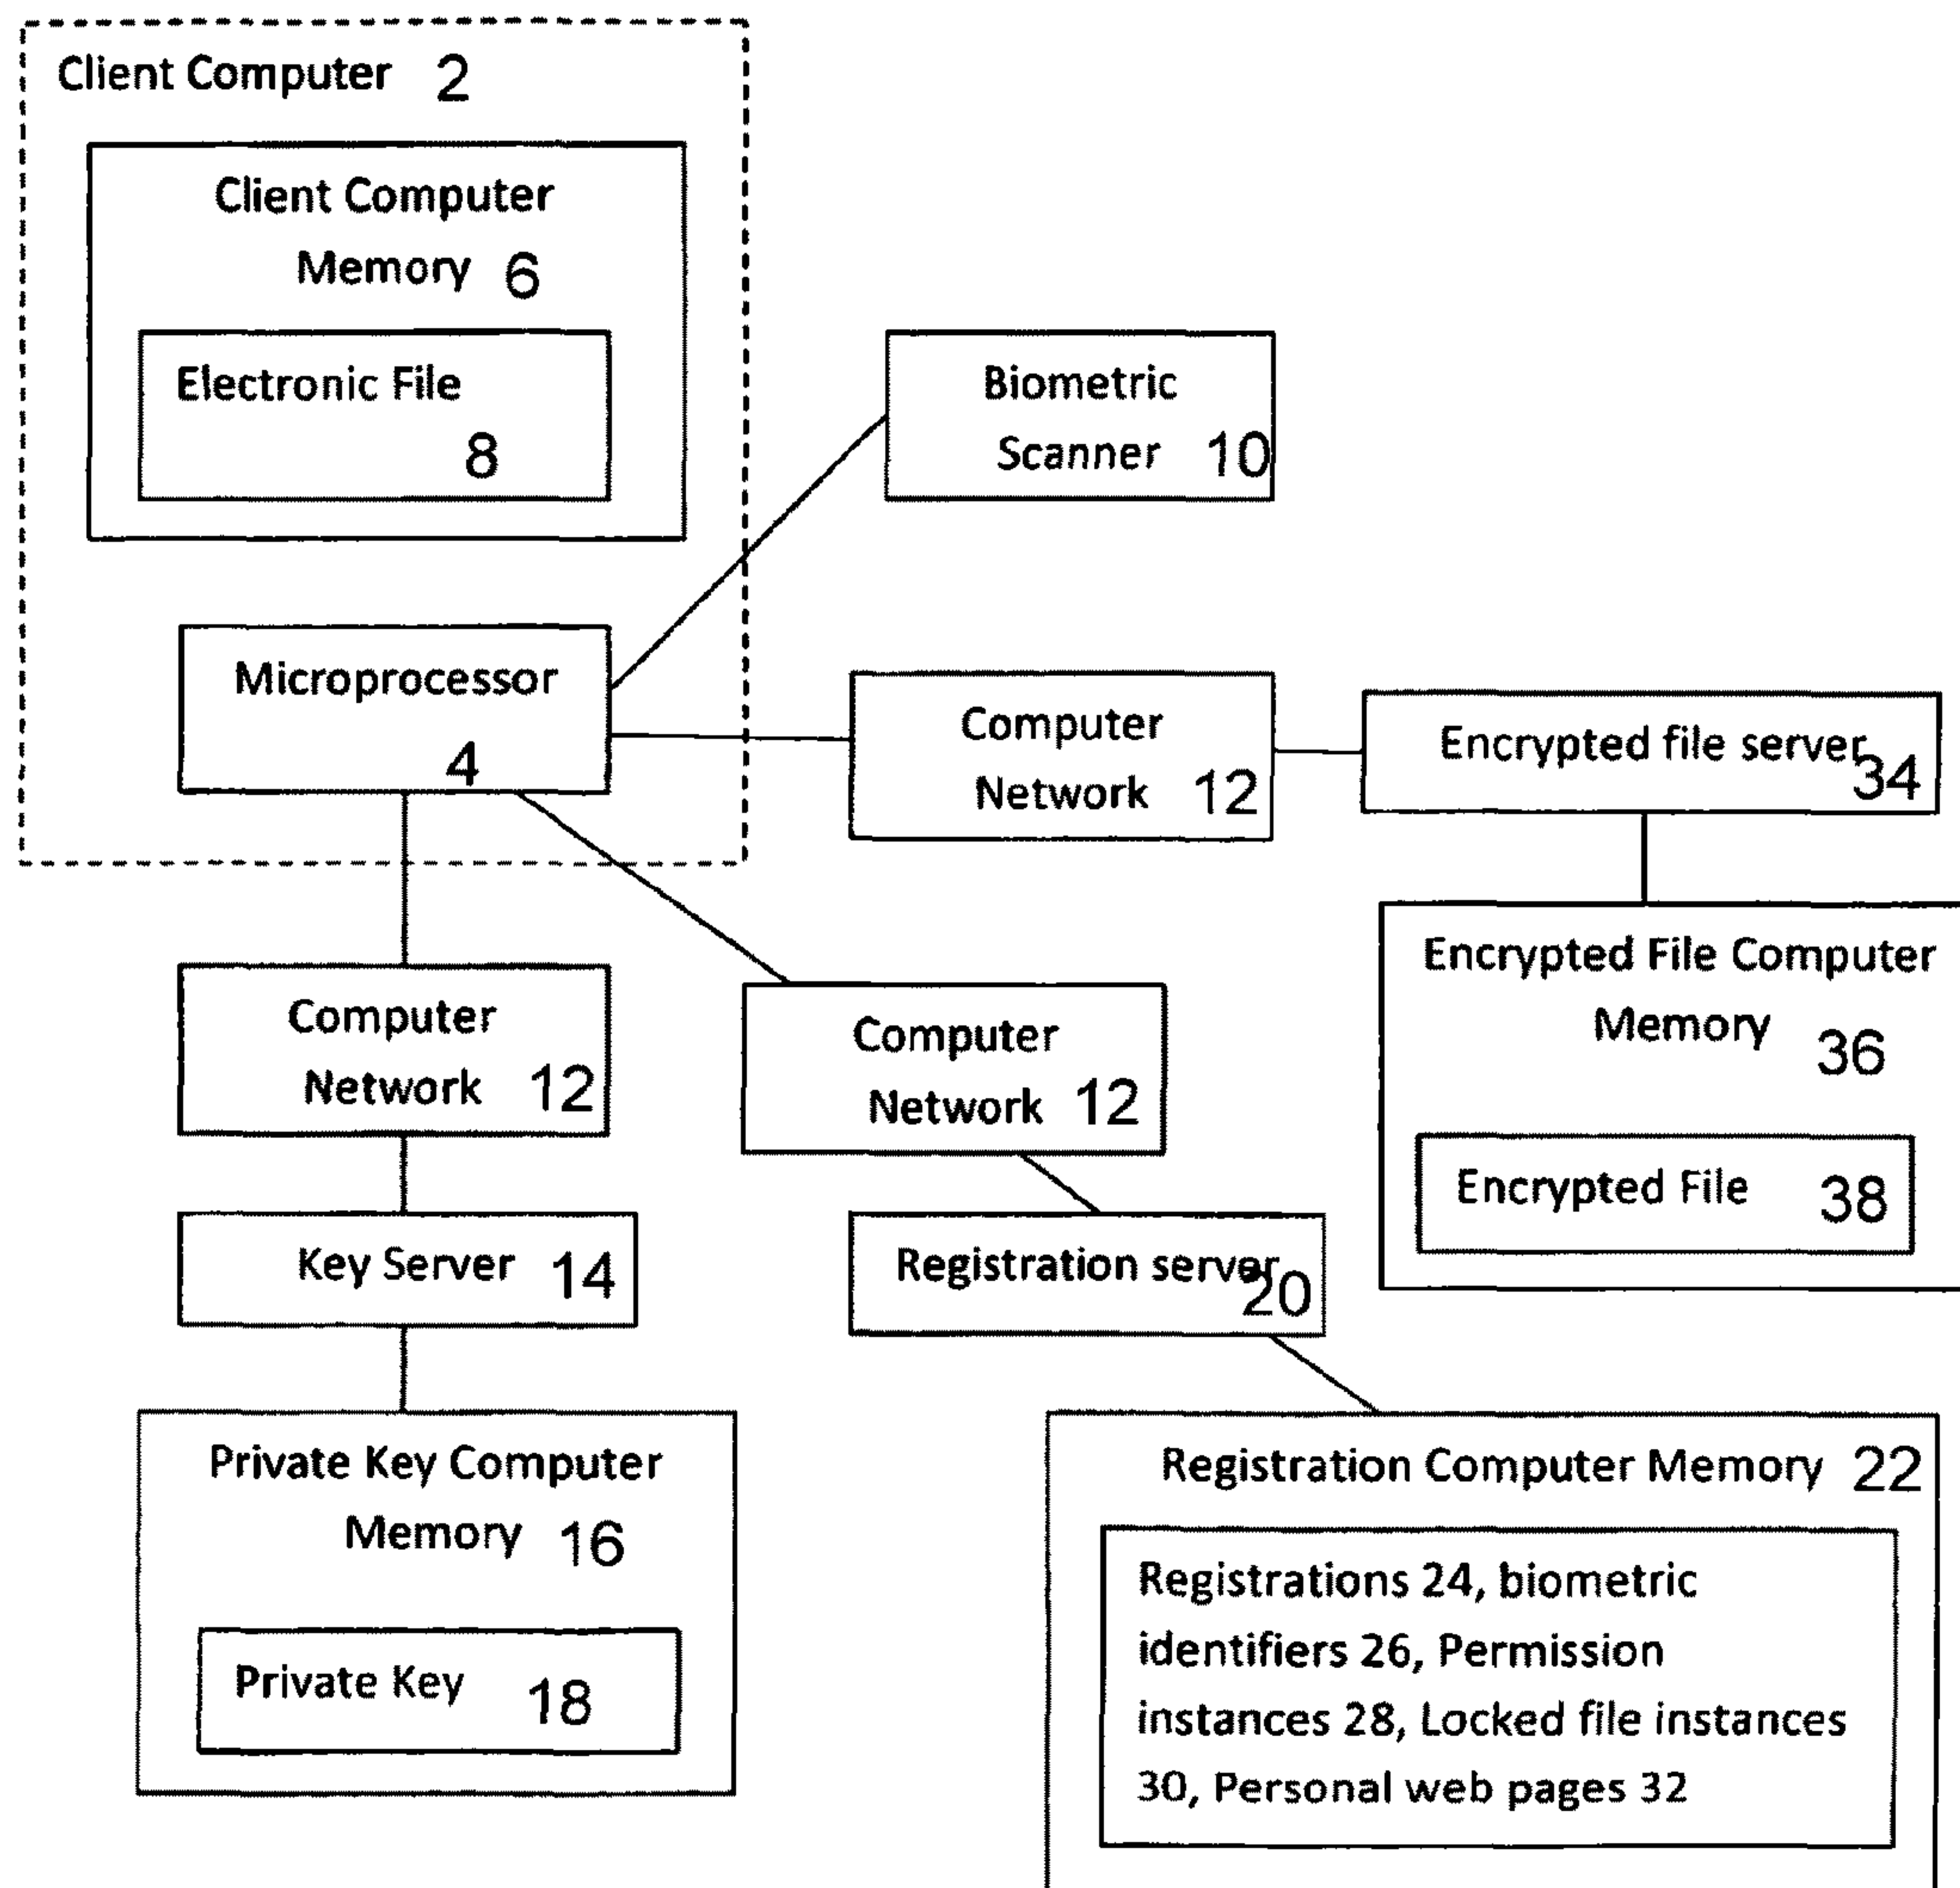 Client Computer 2
Client Computer
Memory 6
Electronic File
8
Biometric
Scanner 10
Microprocessor
4
Computer
Network 12
Encrypted file server
34
Encrypted File Computer
Memory 36
Encrypted File 38
Computer
Network 12
Computer
Network 12
Key Server 14
Registration server
20
Private Key Computer
Memory 16
Private Key 18
Registration Computer Memory 22
Registrations 24, biometric
identifiers 26, Permission
instances 28, Locked file instances
30, Personal web pages 32